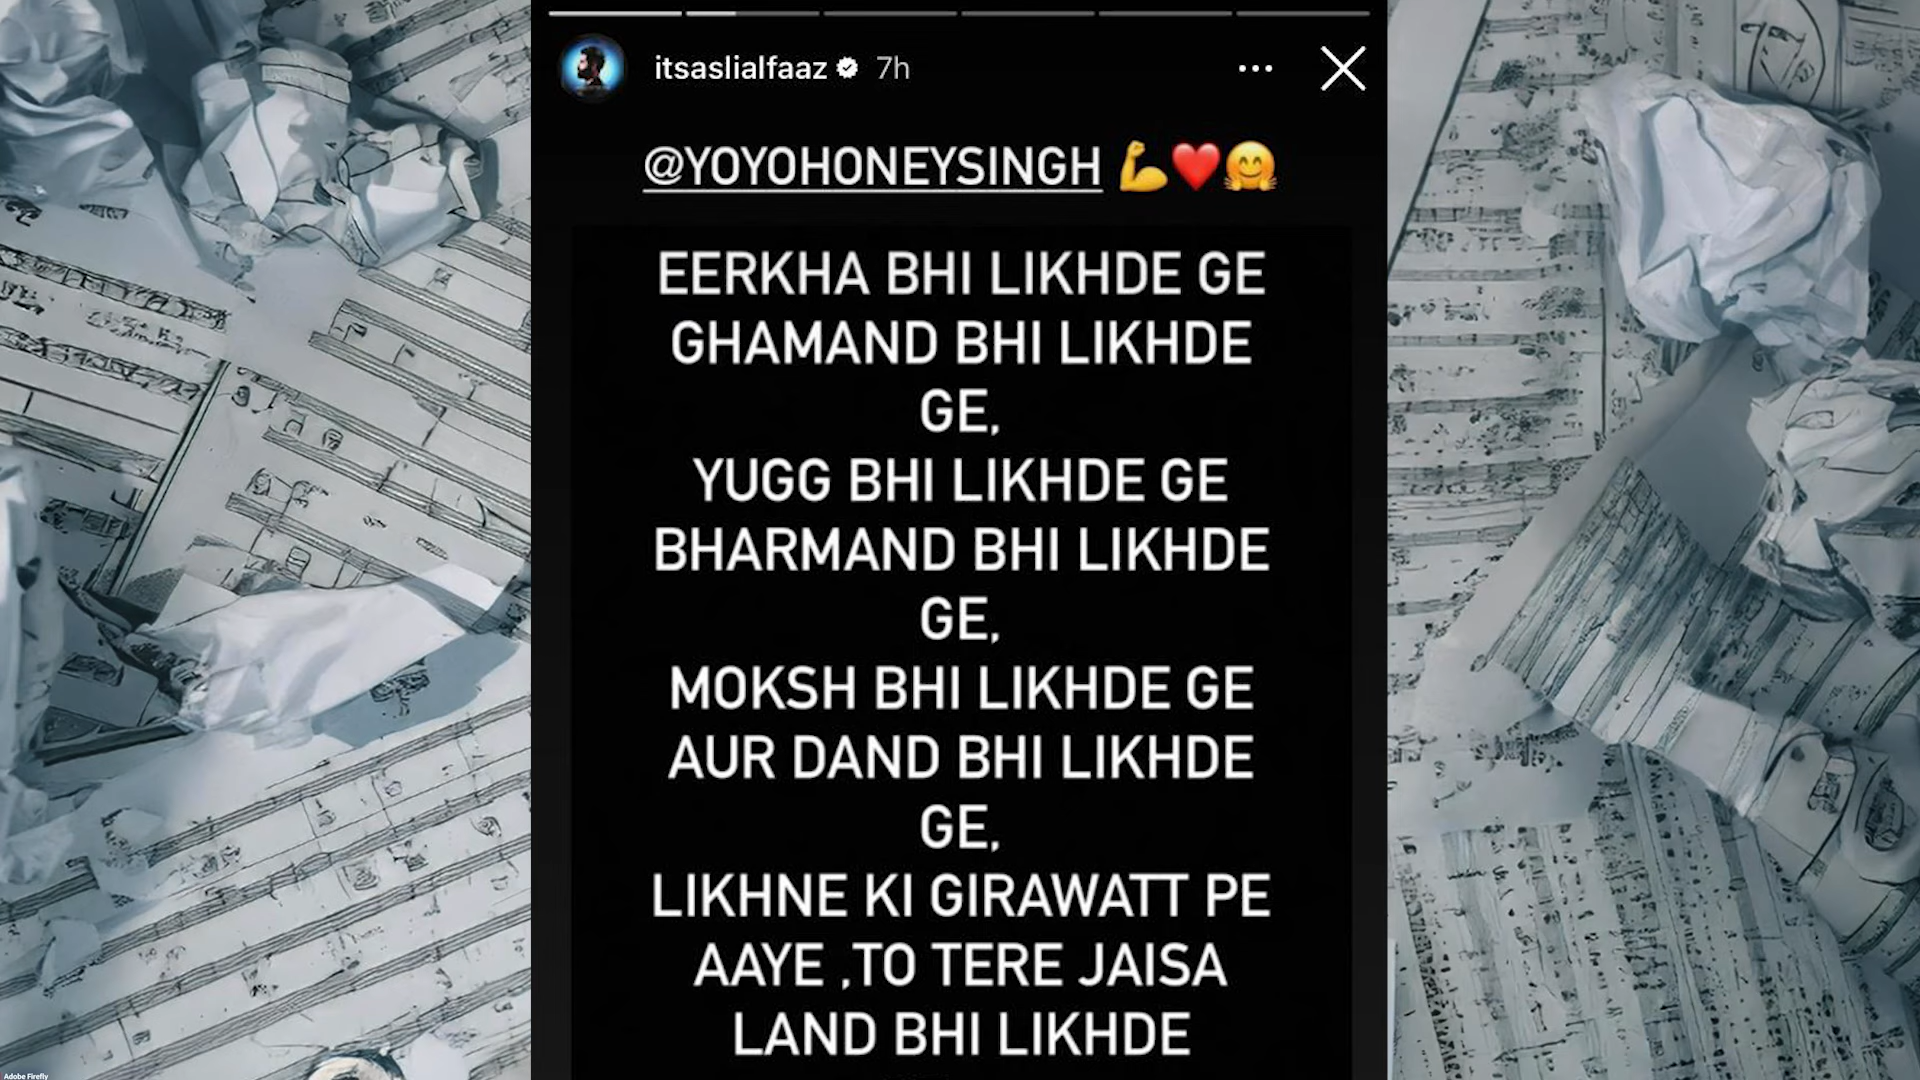 itsaslialfaaz 7h
@YOYOHONEYSINGH 💪❤️🤗
EERKHA BHI LIKHDE GE
GHAMAND BHI LIKHDE
GE,
YUGG BHI LIKHDE GE
BHARMAND BHI LIKHDE
GE,
MOKSH BHI LIKHDE GE
AUR DAND BHI LIKHDE
GE,
LIKHNE KI GIRAWATT PE
AAYE ,TO TERE JAISA
LAND BHI LIKHDE
Adobe Firefly